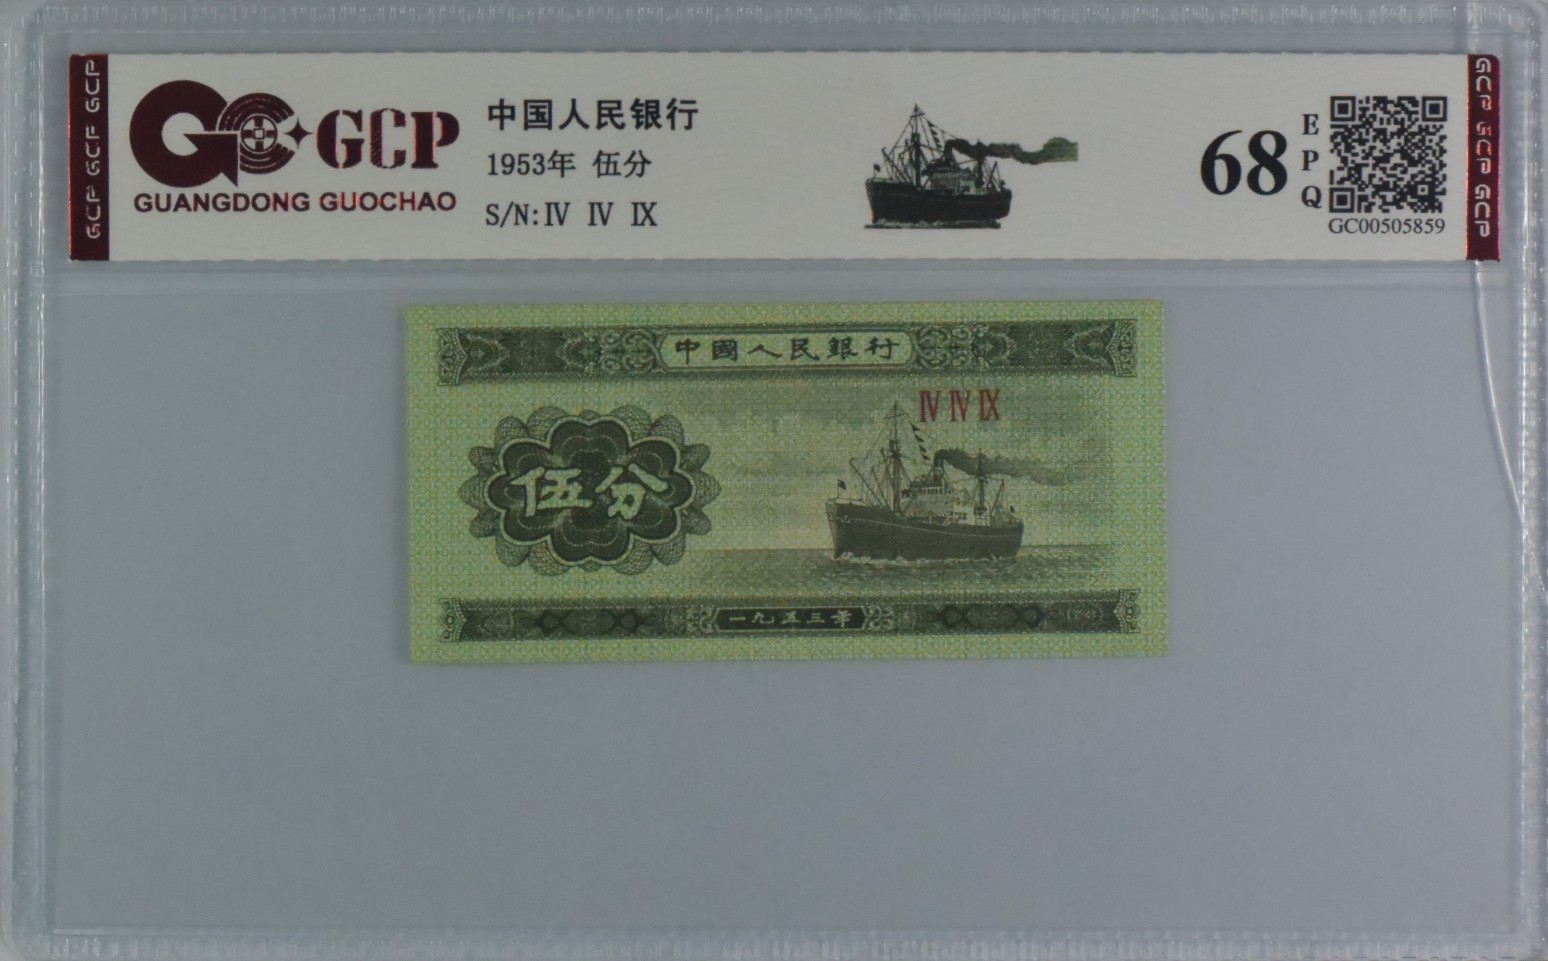 GCP GCP GCP
GCP
GUANGDONG GUOCHAO
中国人民银行
1953年 伍分
S/N:Ⅳ Ⅳ Ⅸ
68
EPQ
GC00505859
GCP GCP GCP
中國人民銀行
Ⅳ Ⅳ Ⅸ
伍分
一九五三年